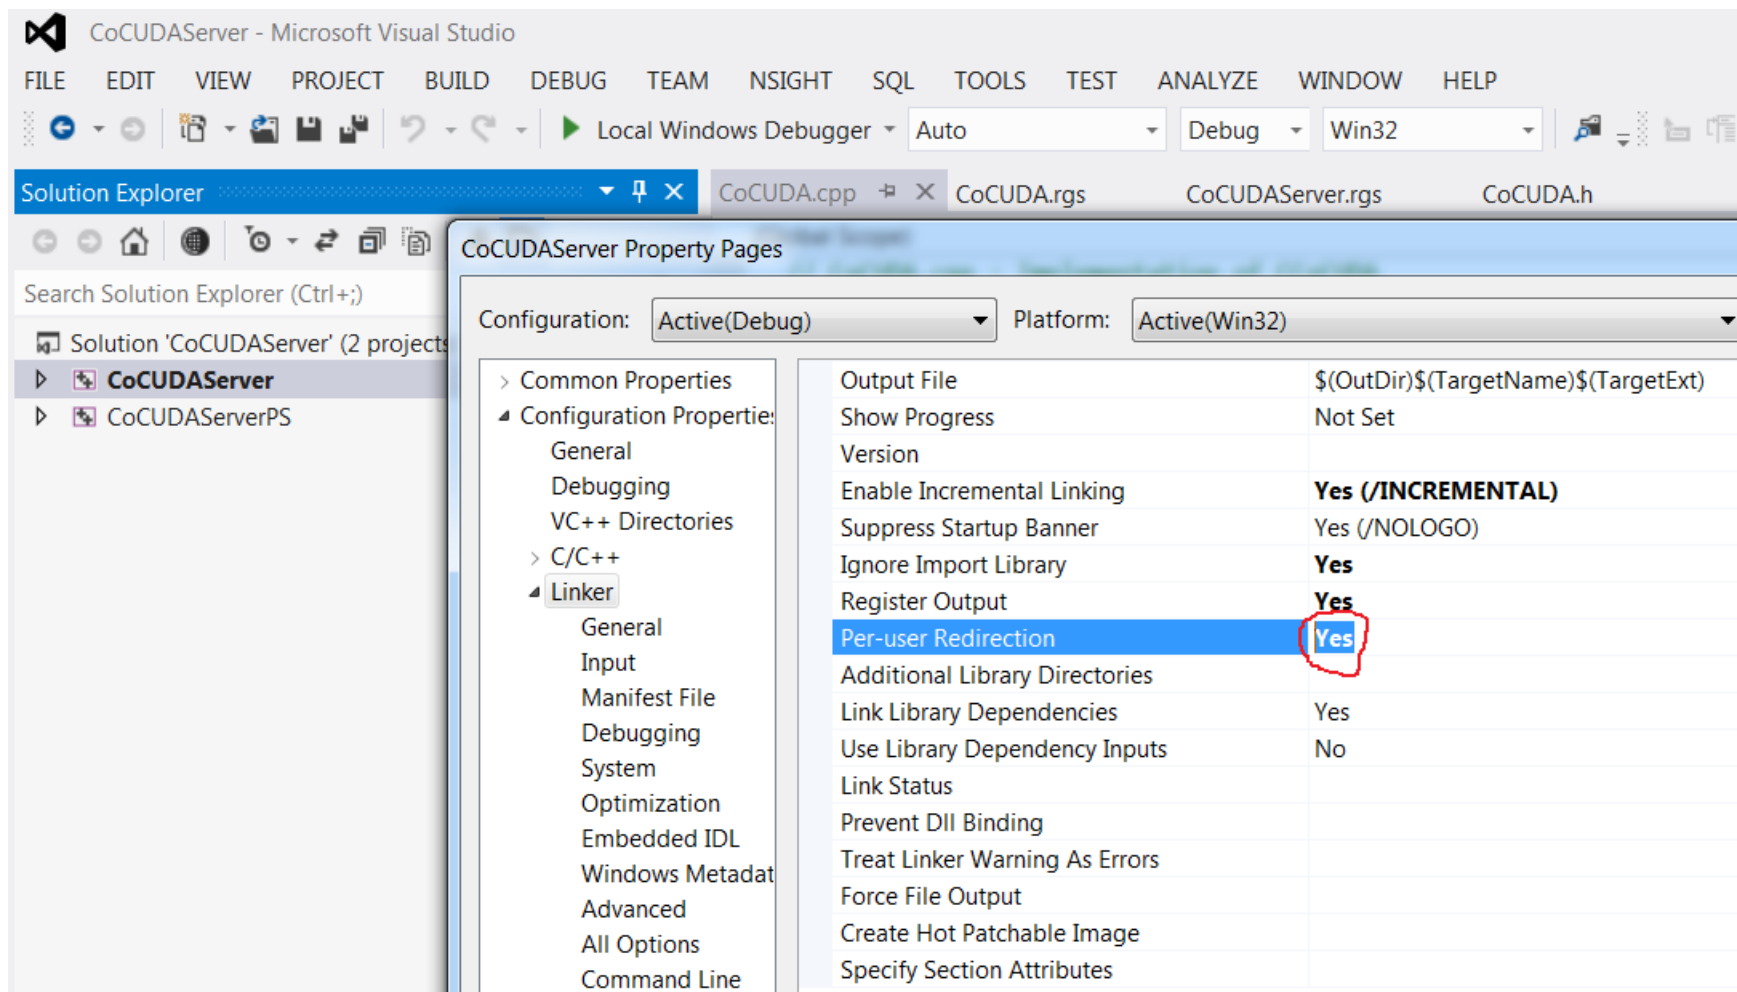 CoCUDAServer - Microsoft Visual Studio
FILE EDIT VIEW PROJECT BUILD DEBUG TEAM NSIGHT SQL TOOLS TEST ANALYZE WINDOW HELP
Local Windows Debugger Auto Debug Win32
Solution Explorer CoCUDA.cpp CoCUDA.rgs CoCUDAServer.rgs CoCUDA.h
CoCUDAServer Property Pages
Search Solution Explorer (Ctrl+;)
Configuration: Active(Debug) Platform: Active(Win32)
Solution 'CoCUDAServer' (2 projects
CoCUDAServer
CoCUDAServerPS
Common Properties
Configuration Properties
General
Debugging
VC++ Directories
C/C++
Linker
General
Input
Manifest File
Debugging
System
Optimization
Embedded IDL
Windows Metadat
Advanced
All Options
Command Line
Output File $(OutDir)$(TargetName)$(TargetExt)
Show Progress Not Set
Version
Enable Incremental Linking Yes (/INCREMENTAL)
Suppress Startup Banner Yes (/NOLOGO)
Ignore Import Library Yes
Register Output Yes
Per-user Redirection Yes
Additional Library Directories
Link Library Dependencies Yes
Use Library Dependency Inputs No
Link Status
Prevent Dll Binding
Treat Linker Warning As Errors
Force File Output
Create Hot Patchable Image
Specify Section Attributes